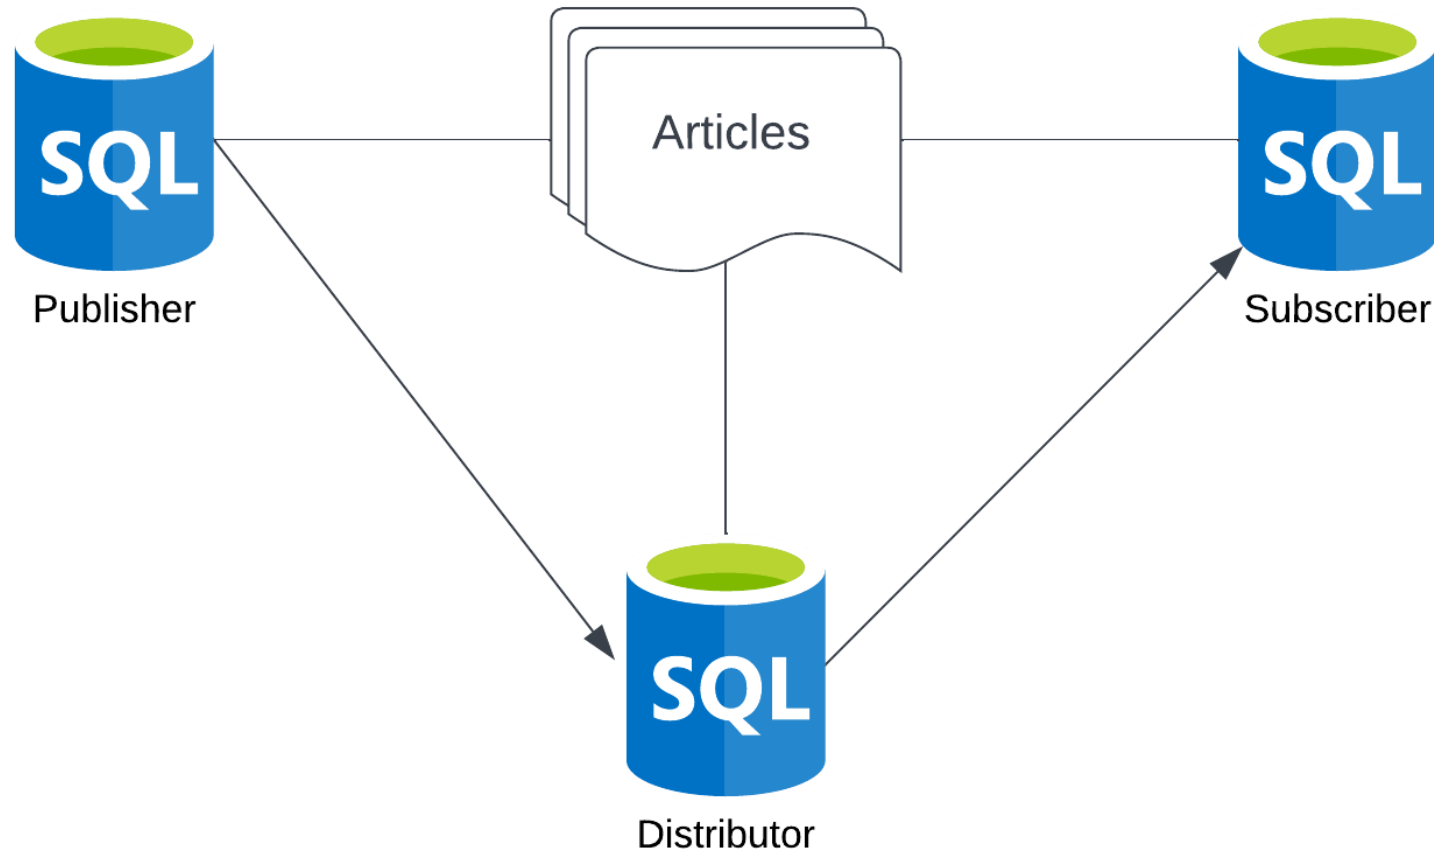 Articles
SQL
SQL
Publisher
Subscriber
SQL
Distributor